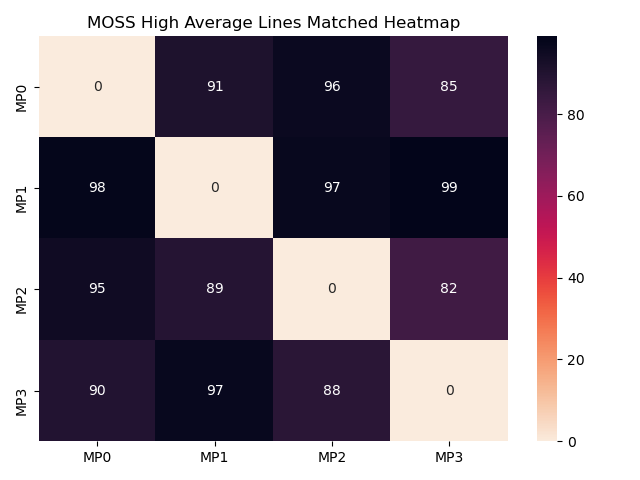 MOSS High Average Lines Matched Heatmap
MP0 0 91 96 85
MP1 98 0 97 99
MP2 95 89 0 82
MP3 90 97 88 0
MP0 MP1 MP2 MP3
80
60
40
20
0